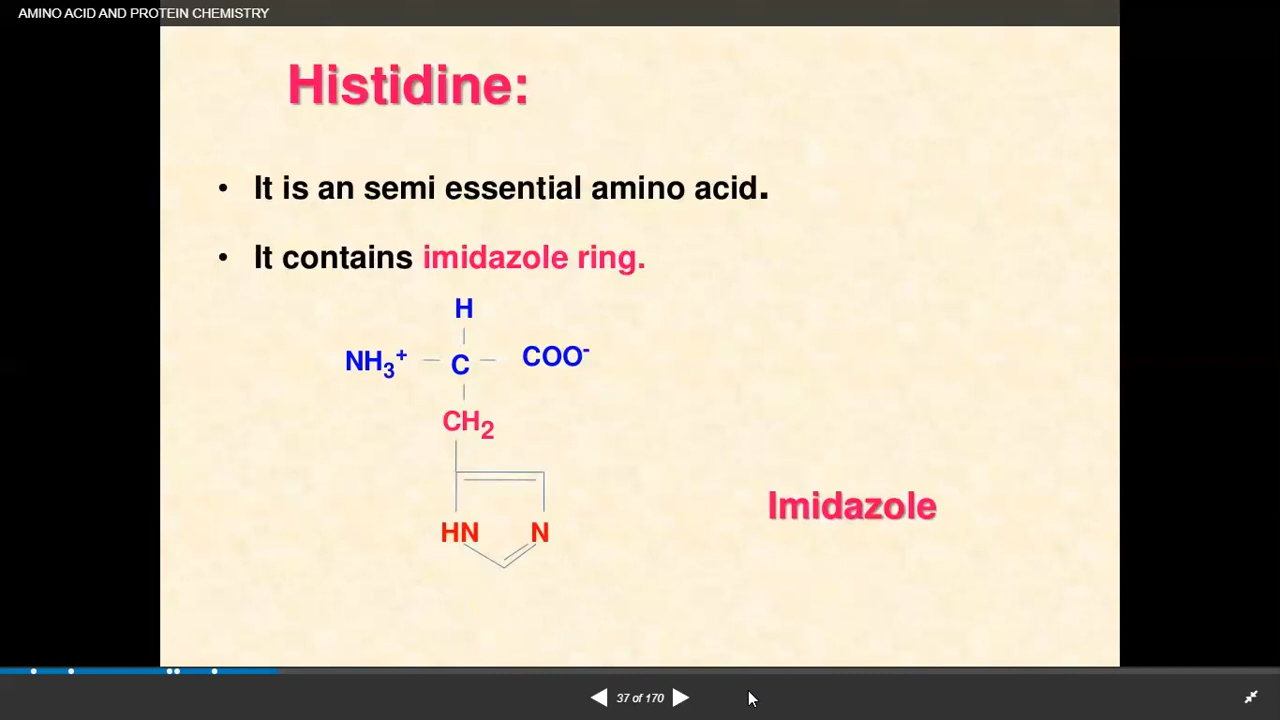 AMINO ACID AND PROTEIN CHEMISTRY
Histidine:
• It is an semi essential amino acid.
• It contains imidazole ring.
H
NH₃⁺ C COO⁻
CH₂
HN N
Imidazole
37 of 170